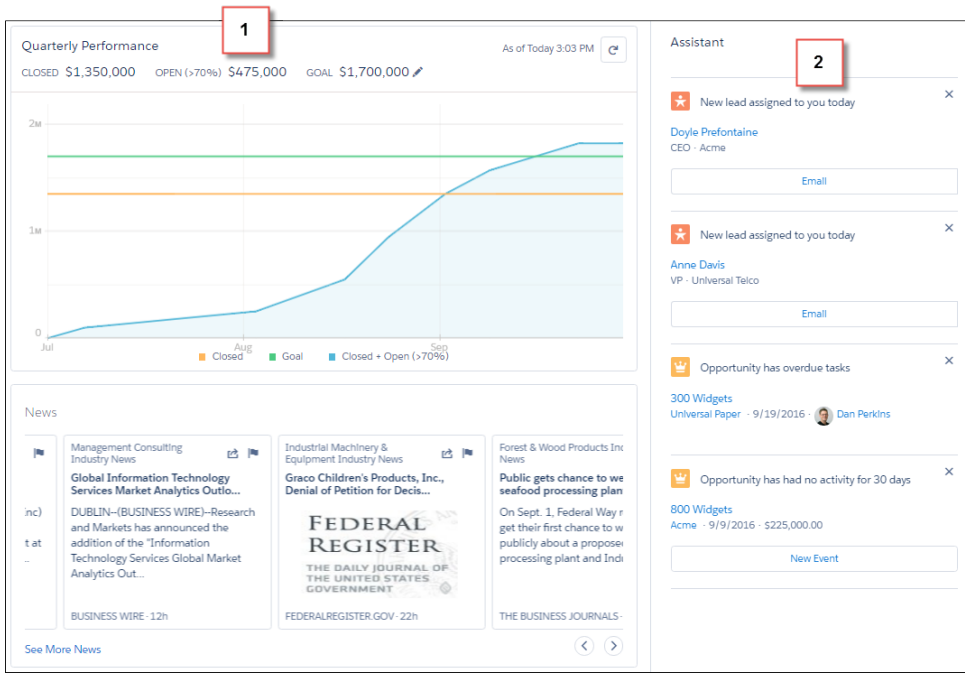 1
Quarterly Performance
As of Today 3:03 PM
CLOSED $1,350,000 OPEN (>70%) $475,000 GOAL $1,700,000
2M
1M
0
Jul Aug Sep
Closed Goal Closed + Open (>70%)
News
nc)
t at
...
Management Consulting
Industry News
Global Information Technology
Services Market Analytics Outlo...
DUBLIN--(BUSINESS WIRE)--Research
and Markets has announced the
addition of the "Information
Technology Services Global Market
Analytics Out...
BUSINESS WIRE · 12h
Industrial Machinery &
Equipment Industry News
Graco Children's Products, Inc.,
Denial of Petition for Decis...
FEDERAL
REGISTER
THE DAILY JOURNAL OF
THE UNITED STATES
GOVERNMENT
FEDERALREGISTER.GOV · 22h
Forest & Wood Products Inc
News
Public gets chance to we
seafood processing plan
On Sept. 1, Federal Way r
get their first chance to w
publicly about a propose
processing plant and Indu
THE BUSINESS JOURNALS ·
See More News
Assistant
2
New lead assigned to you today
Doyle Prefontaine
CEO · Acme
Email
New lead assigned to you today
Anne Davis
VP · Universal Telco
Email
Opportunity has overdue tasks
300 Widgets
Universal Paper · 9/19/2016 · Dan Perkins
Opportunity has had no activity for 30 days
800 Widgets
Acme · 9/9/2016 · $225,000.00
New Event